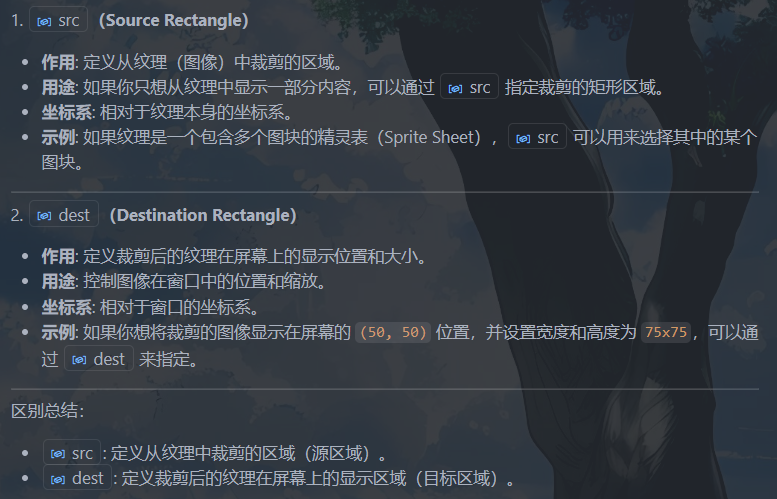 1. src （Source Rectangle）
• 作用: 定义从纹理（图像）中裁剪的区域。
• 用途: 如果你只想从纹理中显示一部分内容，可以通过 src 指定裁剪的矩形区域。
• 坐标系: 相对于纹理本身的坐标系。
• 示例: 如果纹理是一个包含多个图块的精灵表（Sprite Sheet），src 可以用来选择其中的某个
图块。
2. dest （Destination Rectangle）
• 作用: 定义裁剪后的纹理在屏幕上的显示位置和大小。
• 用途: 控制图像在窗口中的位置和缩放。
• 坐标系: 相对于窗口的坐标系。
• 示例: 如果你想将裁剪的图像显示在屏幕的 (50, 50) 位置，并设置宽度和高度为 75x75，可以通
过 dest 来指定。
区别总结：
• src : 定义从纹理中裁剪的区域（源区域）。
• dest : 定义裁剪后的纹理在屏幕上的显示区域（目标区域）。